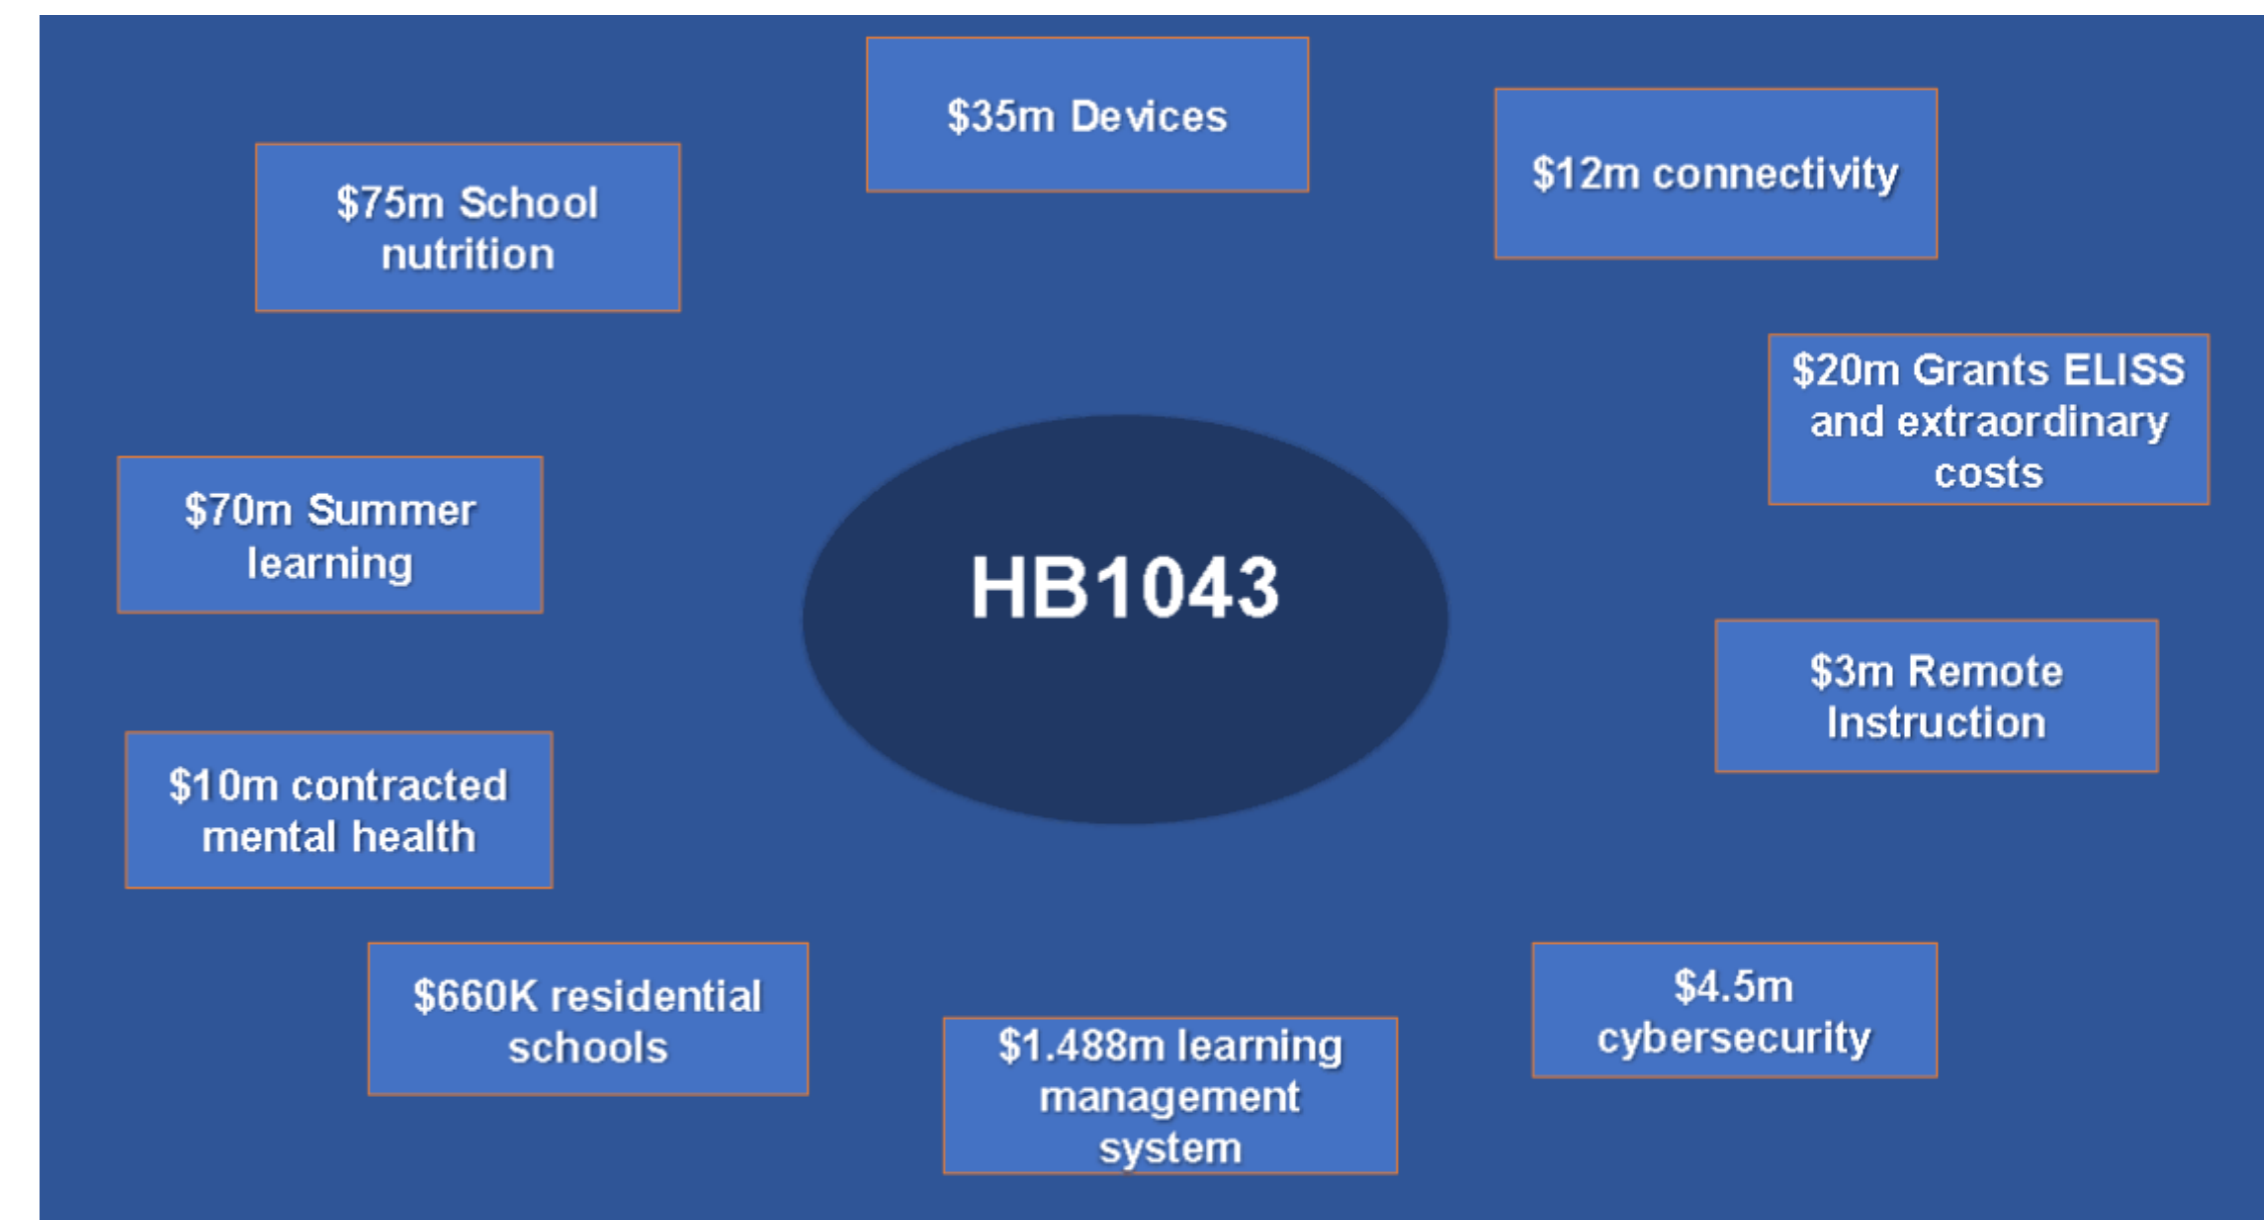 $35m Devices
$12m connectivity
$75m School
nutrition
$20m Grants ELISS
and extraordinary
costs
$70m Summer
learning
HB1043
$3m Remote
Instruction
$10m contracted
mental health
$660K residential
schools
$4.5m
cybersecurity
$1.488m learning
management
system